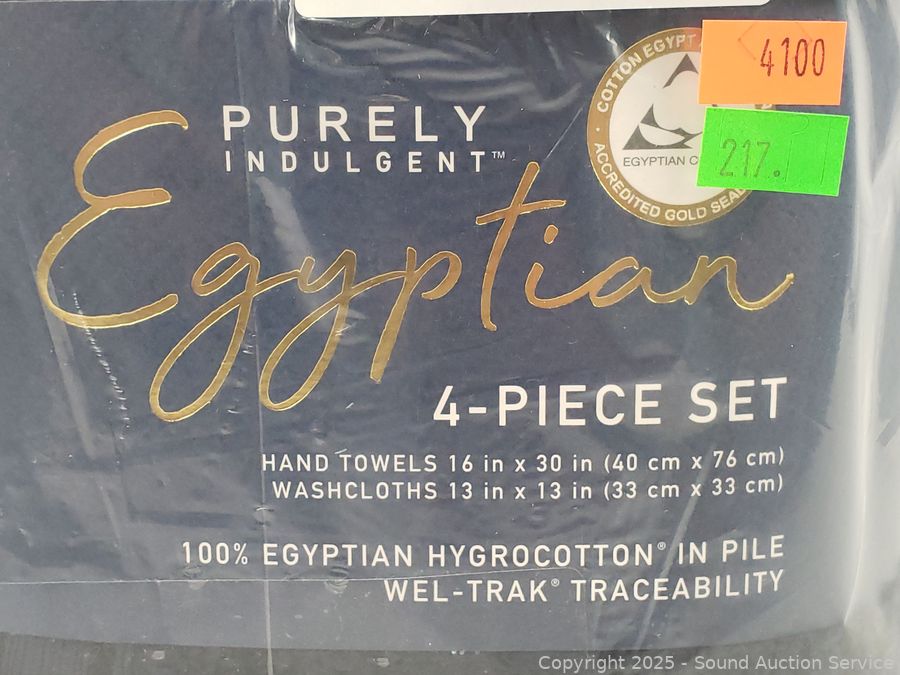 PURELY
INDULGENT™
Egyptian
COTTON EGYPT
EGYPTIAN
ACCREDITED GOLD SEAL
4100
217.
4-PIECE SET
HAND TOWELS 16 in x 30 in (40 cm x 76 cm)
WASHCLOTHS 13 in x 13 in (33 cm x 33 cm)
100% EGYPTIAN HYGROCOTTON® IN PILE
WEL-TRAK® TRACEABILITY
Copyright 2025 - Sound Auction Service